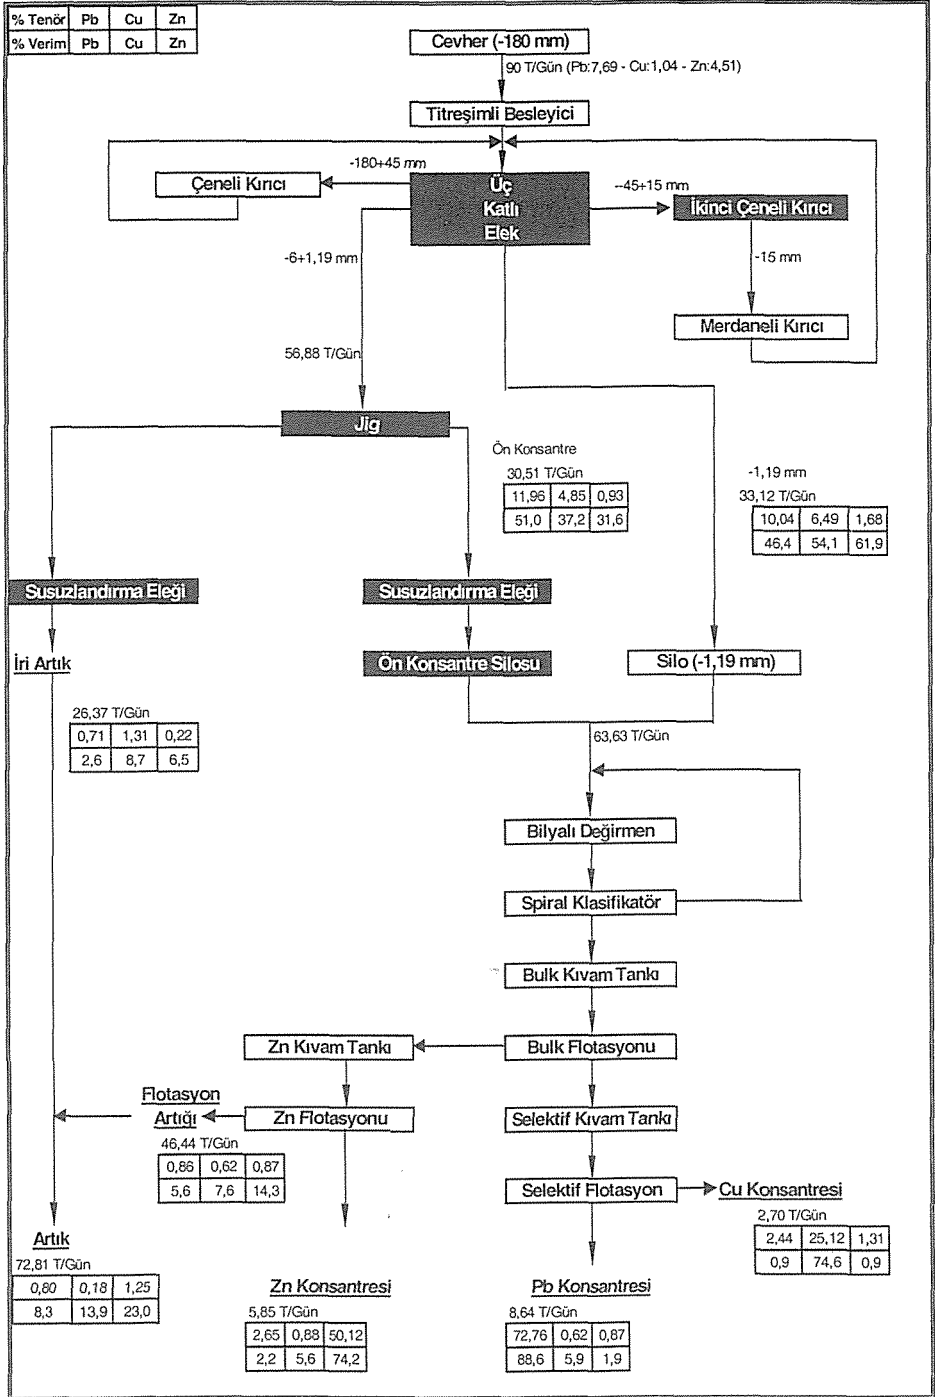 % Tenör Pb Cu Zn
% Verim Pb Cu Zn
Cevher (-180 mm)
90 T/Gün (Pb:7,69 - Cu:1,04 - Zn:4,51)
Titreşimli Besleyici
-180+45 mm
Çeneli Kırıcı
Üç
Katlı
Elek
--45+15 mm
İkinci Çeneli Kırıcı
-6+1,19 mm
-15 mm
Merdaneli Kırıcı
56,88 T/Gün
Jig
Ön Konsantre
30,51 T/Gün
11,96 4,85 0,93
51,0 37,2 31,6
-1,19 mm
33,12 T/Gün
10,04 6,49 1,68
46,4 54,1 61,9
Susuzlandırma Eleği
Susuzlandırma Eleği
İri Artık
Ön Konsantre Silosu
Silo (-1,19 mm)
26,37 T/Gün
0,71 1,31 0,22
2,6 8,7 6,5
63,63 T/Gün
Bilyalı Değirmen
Spiral Klasifikatör
Bulk Kıvam Tankı
Zn Kıvam Tankı
Bulk Flotasyonu
Flotasyon
Artığı
Zn Flotasyonu
Selektif Kıvam Tankı
46,44 T/Gün
0,86 0,62 0,87
5,6 7,6 14,3
Selektif Flotasyon
Cu Konsantresi
2,70 T/Gün
2,44 25,12 1,31
0,9 74,6 0,9
Artık
72,81 T/Gün
0,80 0,18 1,25
8,3 13,9 23,0
Zn Konsantresi
5,85 T/Gün
2,65 0,88 50,12
2,2 5,6 74,2
Pb Konsantresi
8,64 T/Gün
72,76 0,62 0,87
88,6 5,9 1,9